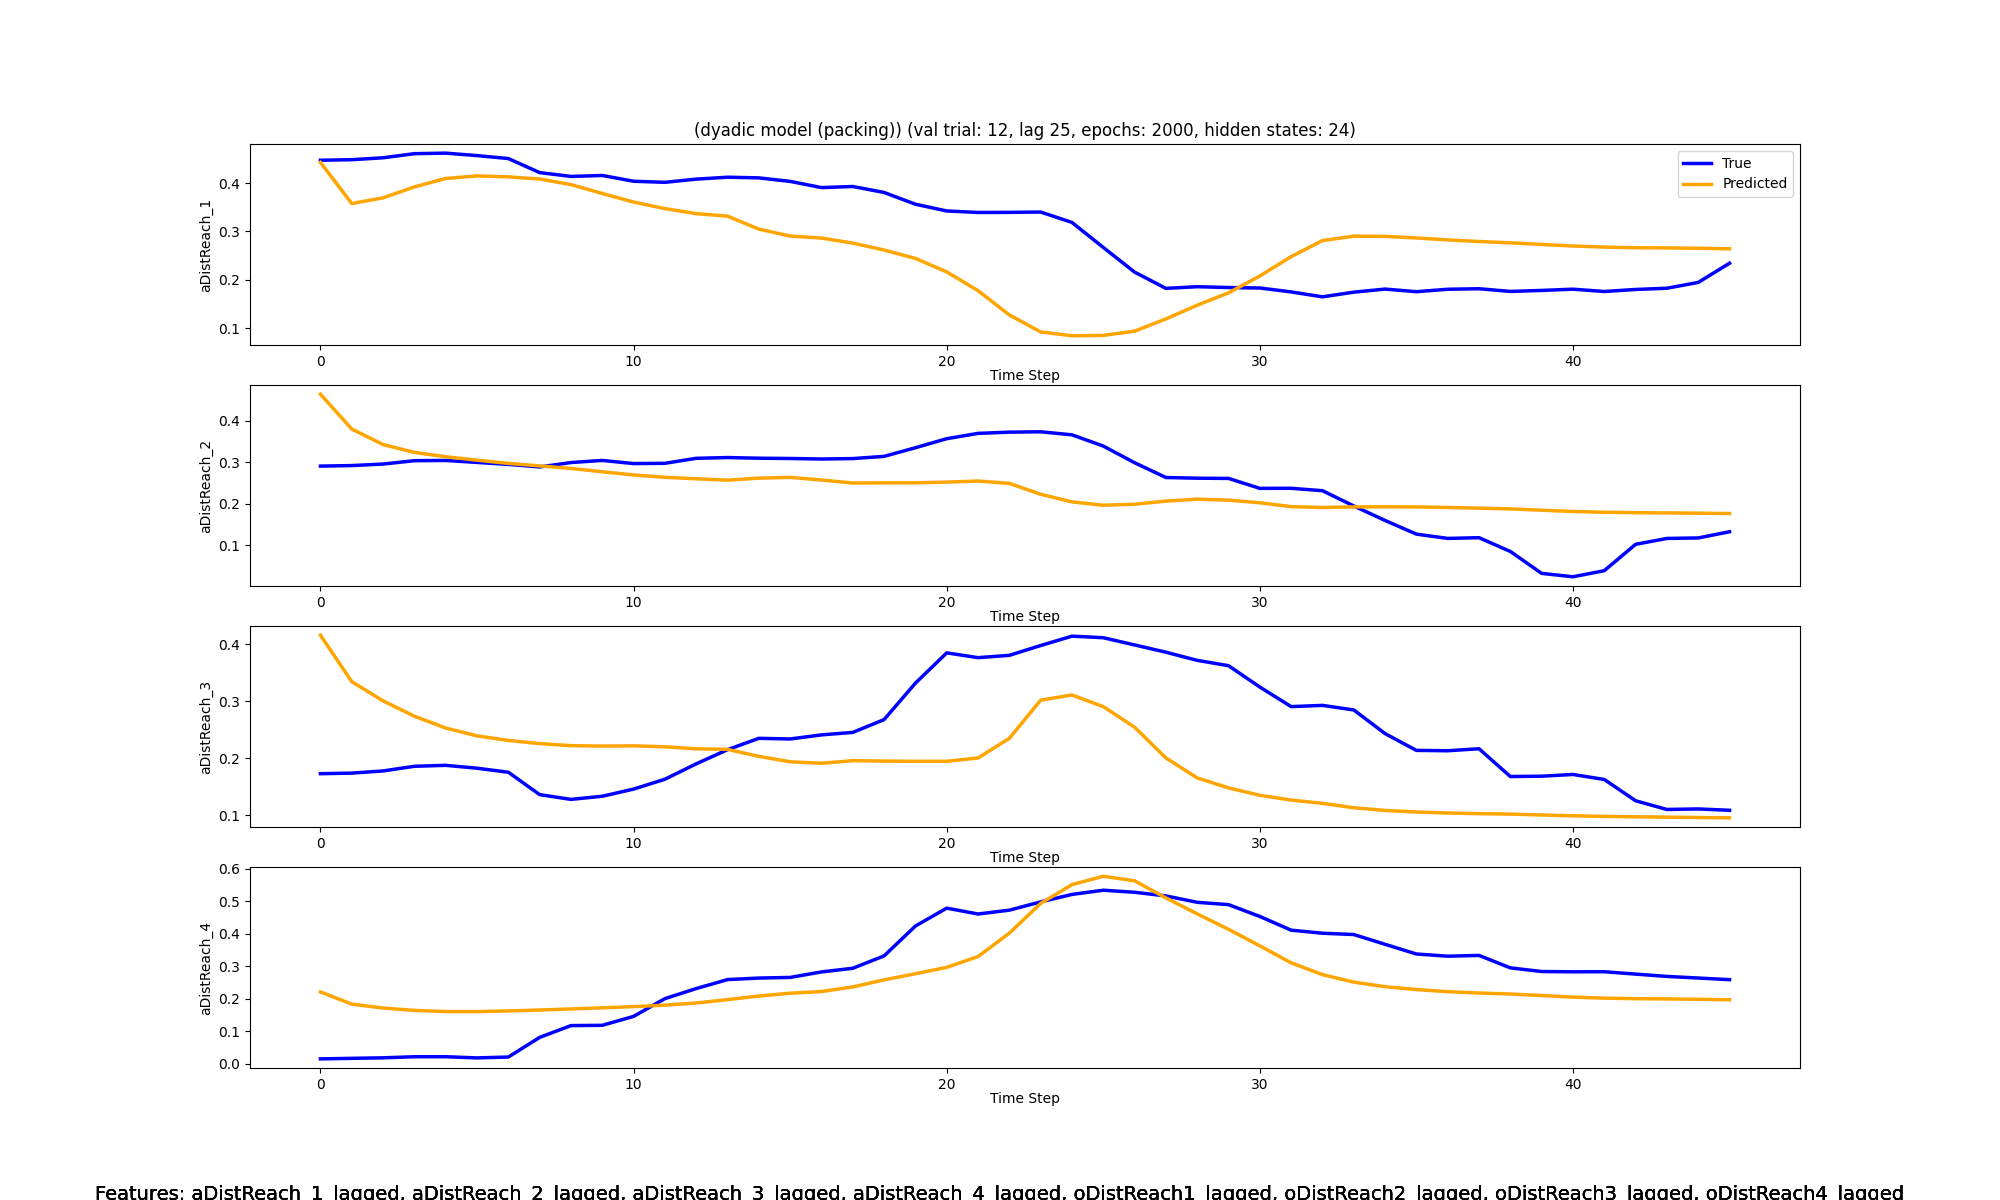 (dyadic model (packing)) (val trial: 12, lag 25, epochs: 2000, hidden states: 24)
True
Predicted
aDistReach_1
0.4
0.3
0.2
0.1
0 10 20 30 40
Time Step
aDistReach_2
0.4
0.3
0.2
0.1
0 10 20 30 40
Time Step
aDistReach_3
0.4
0.3
0.2
0.1
0 10 20 30 40
Time Step
aDistReach_4
0.6
0.5
0.4
0.3
0.2
0.1
0.0
0 10 20 30 40
Time Step
Features: aDistReach_1_lagged, aDistReach_2_lagged, aDistReach_3_lagged, aDistReach_4_lagged, oDistReach1_lagged, oDistReach2_lagged, oDistReach3_lagged, oDistReach4_lagged